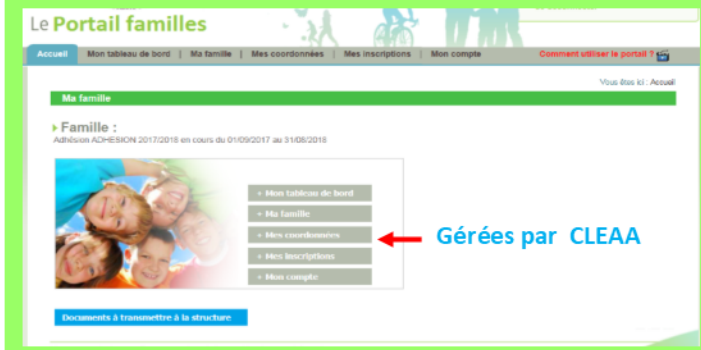 Le Portail familles
Accueil Mon tableau de bord | Ma famille | Mes coordonnées | Mes inscriptions | Mon compte Comment utiliser le portail ?
Vous êtes ici : Accueil
Ma famille
Famille :
Adhésion ADHESION 2017/2018 en cours du 01/09/2017 au 31/08/2018
+ Mon tableau de bord
+ Ma famille
+ Mes coordonnées
+ Mes inscriptions
+ Mon compte
Gérées par CLEAA
Documents à transmettre à la structure